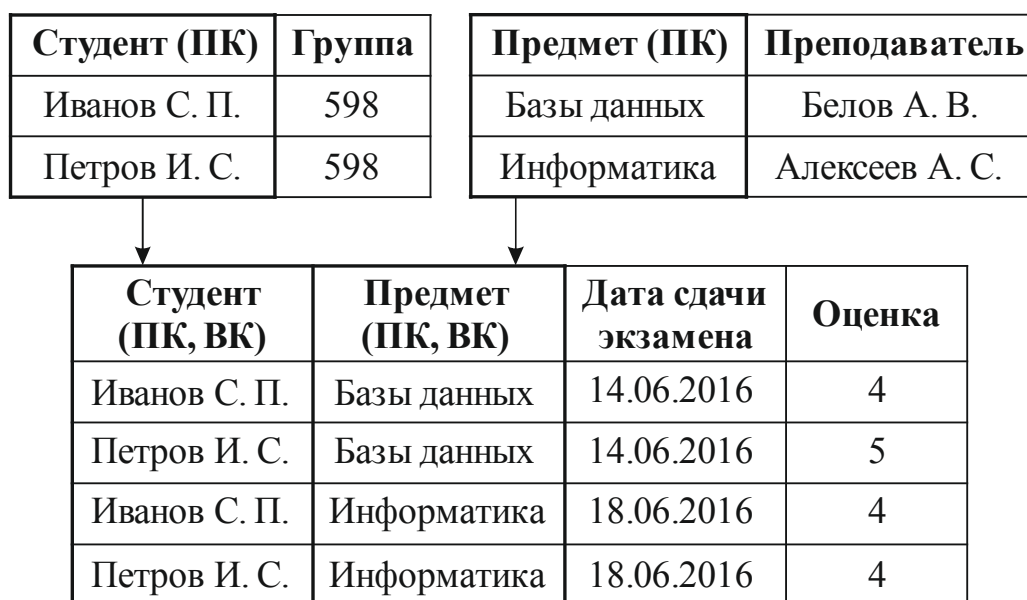 Студент (ПК) Группа
Иванов С. П. 598
Петров И. С. 598
Предмет (ПК) Преподаватель
Базы данных Белов А. В.
Информатика Алексеев А. С.
Студент (ПК, ВК) Предмет (ПК, ВК) Дата сдачи экзамена Оценка
Иванов С. П. Базы данных 14.06.2016 4
Петров И. С. Базы данных 14.06.2016 5
Иванов С. П. Информатика 18.06.2016 4
Петров И. С. Информатика 18.06.2016 4